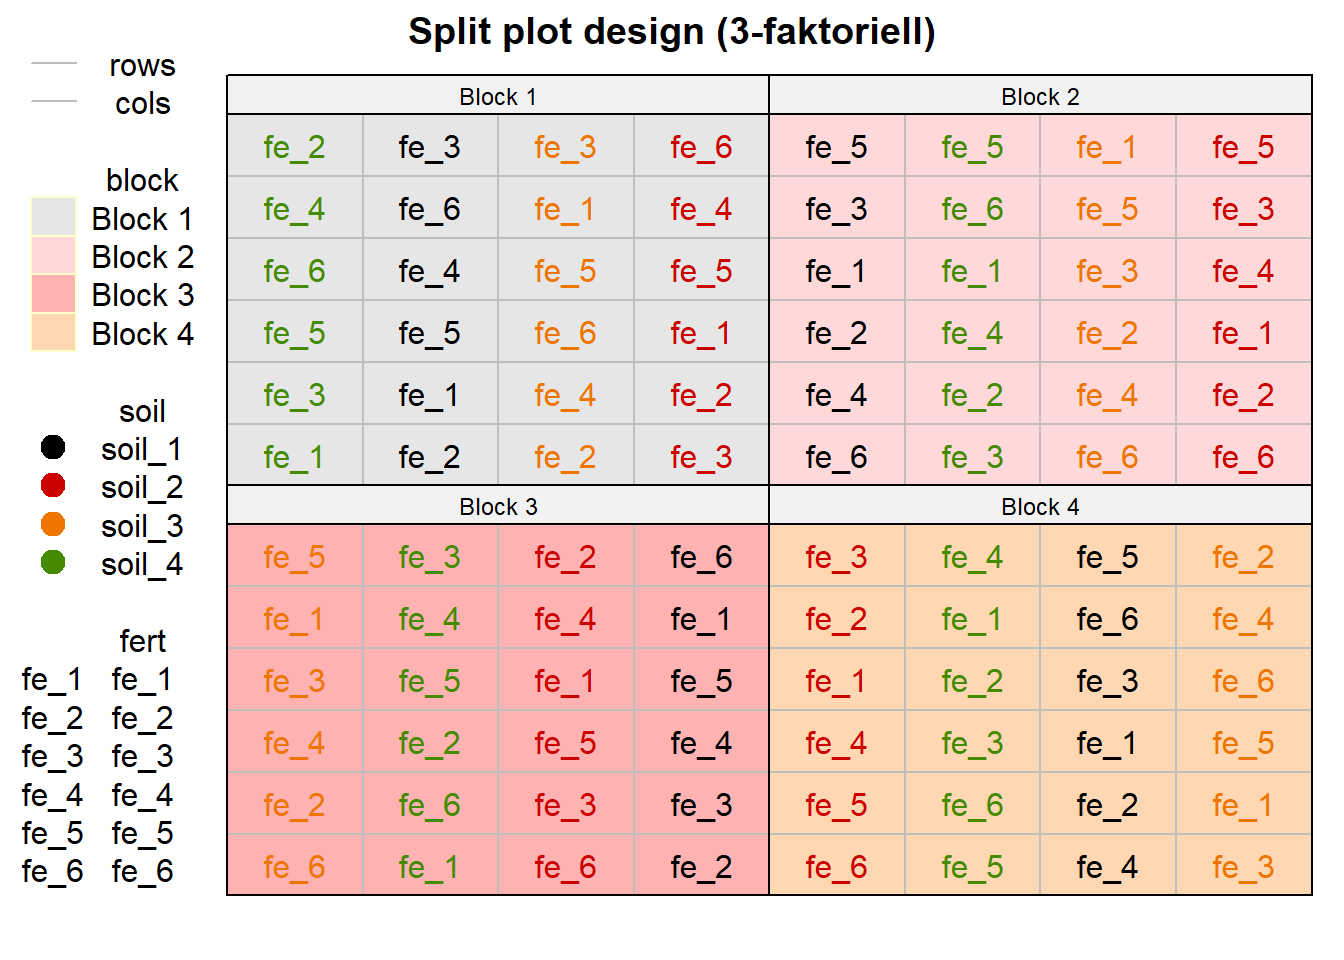 Split plot design (3-faktoriell)
rows
cols
block
Block 1
Block 2
Block 3
Block 4
soil
soil_1
soil_2
soil_3
soil_4
fert
fe_1 fe_1
fe_2 fe_2
fe_3 fe_3
fe_4 fe_4
fe_5 fe_5
fe_6 fe_6
Block 1
fe_2 fe_3 fe_3 fe_6
fe_4 fe_6 fe_1 fe_4
fe_6 fe_4 fe_5 fe_5
fe_5 fe_5 fe_6 fe_1
fe_3 fe_1 fe_4 fe_2
fe_1 fe_2 fe_2 fe_3
Block 2
fe_5 fe_5 fe_1 fe_5
fe_3 fe_6 fe_5 fe_3
fe_1 fe_1 fe_3 fe_4
fe_2 fe_4 fe_2 fe_1
fe_4 fe_2 fe_4 fe_2
fe_6 fe_3 fe_6 fe_6
Block 3
fe_5 fe_3 fe_2 fe_6
fe_1 fe_4 fe_4 fe_1
fe_3 fe_5 fe_1 fe_5
fe_4 fe_2 fe_5 fe_4
fe_2 fe_6 fe_3 fe_3
fe_6 fe_1 fe_6 fe_2
Block 4
fe_3 fe_4 fe_5 fe_2
fe_2 fe_1 fe_6 fe_4
fe_1 fe_2 fe_3 fe_6
fe_4 fe_3 fe_1 fe_5
fe_5 fe_6 fe_2 fe_1
fe_6 fe_5 fe_4 fe_3